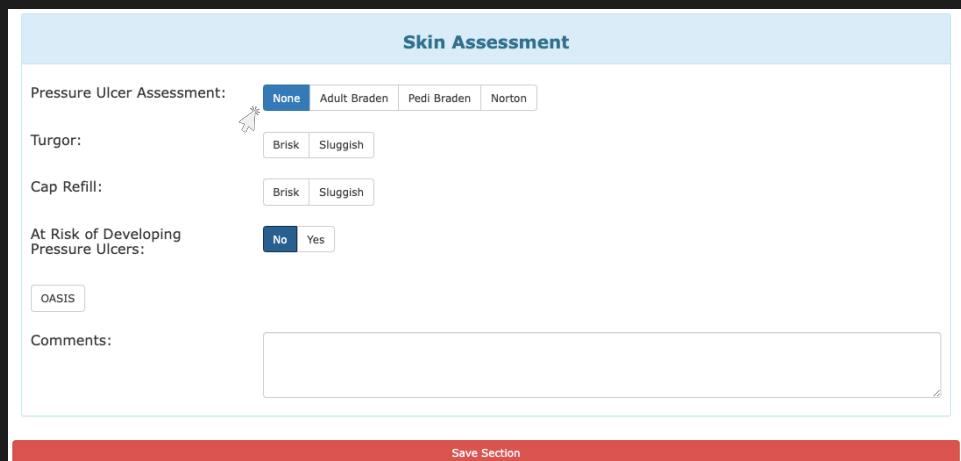 Skin Assessment
Pressure Ulcer Assessment: None Adult Braden Pedi Braden Norton
Turgor: Brisk Sluggish
Cap Refill: Brisk Sluggish
At Risk of Developing
Pressure Ulcers: No Yes
OASIS
Comments:
Save Section